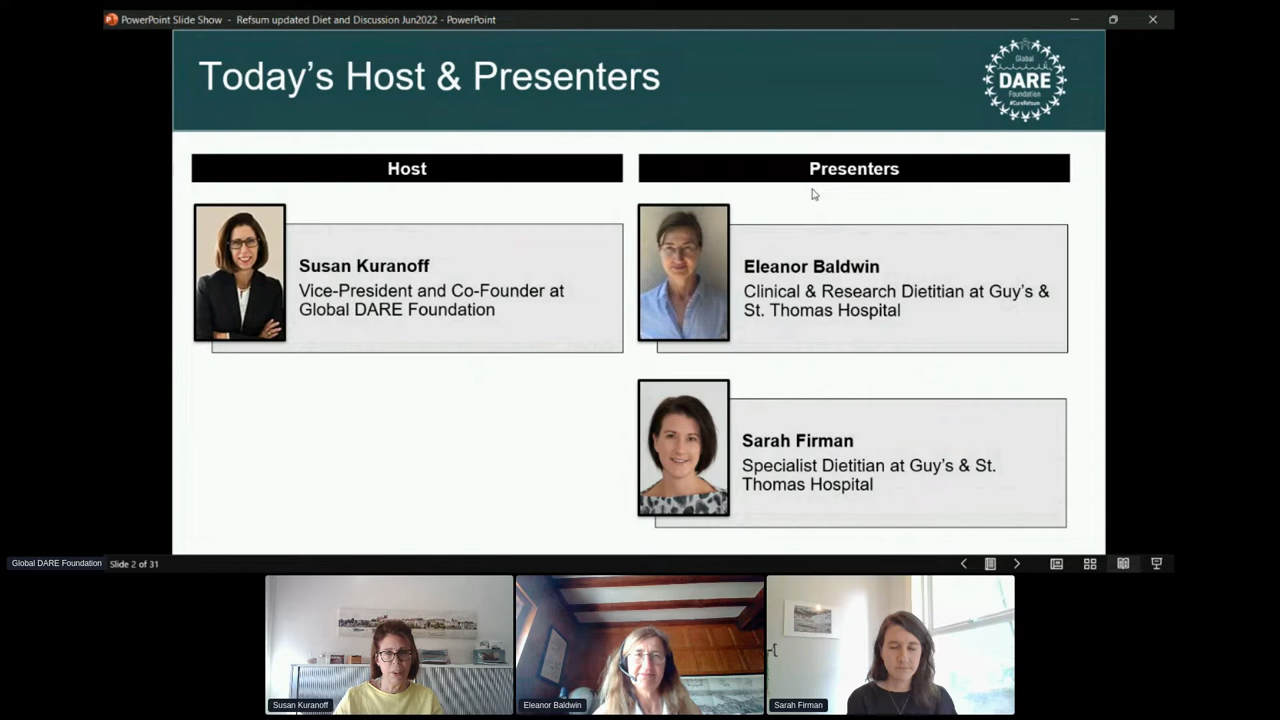 PowerPoint Slide Show - Refsum updated Diet and Discussion Jun2022 - PowerPoint
Today's Host & Presenters
Global
DARE
Foundation
#CureRefsum
Host
Susan Kuranoff
Vice-President and Co-Founder at
Global DARE Foundation
Presenters
Eleanor Baldwin
Clinical & Research Dietitian at Guy's &
St. Thomas Hospital
Sarah Firman
Specialist Dietitian at Guy's & St.
Thomas Hospital
Global DARE Foundation
Slide 2 of 31
Susan Kuranoff
Eleanor Baldwin
Sarah Firman